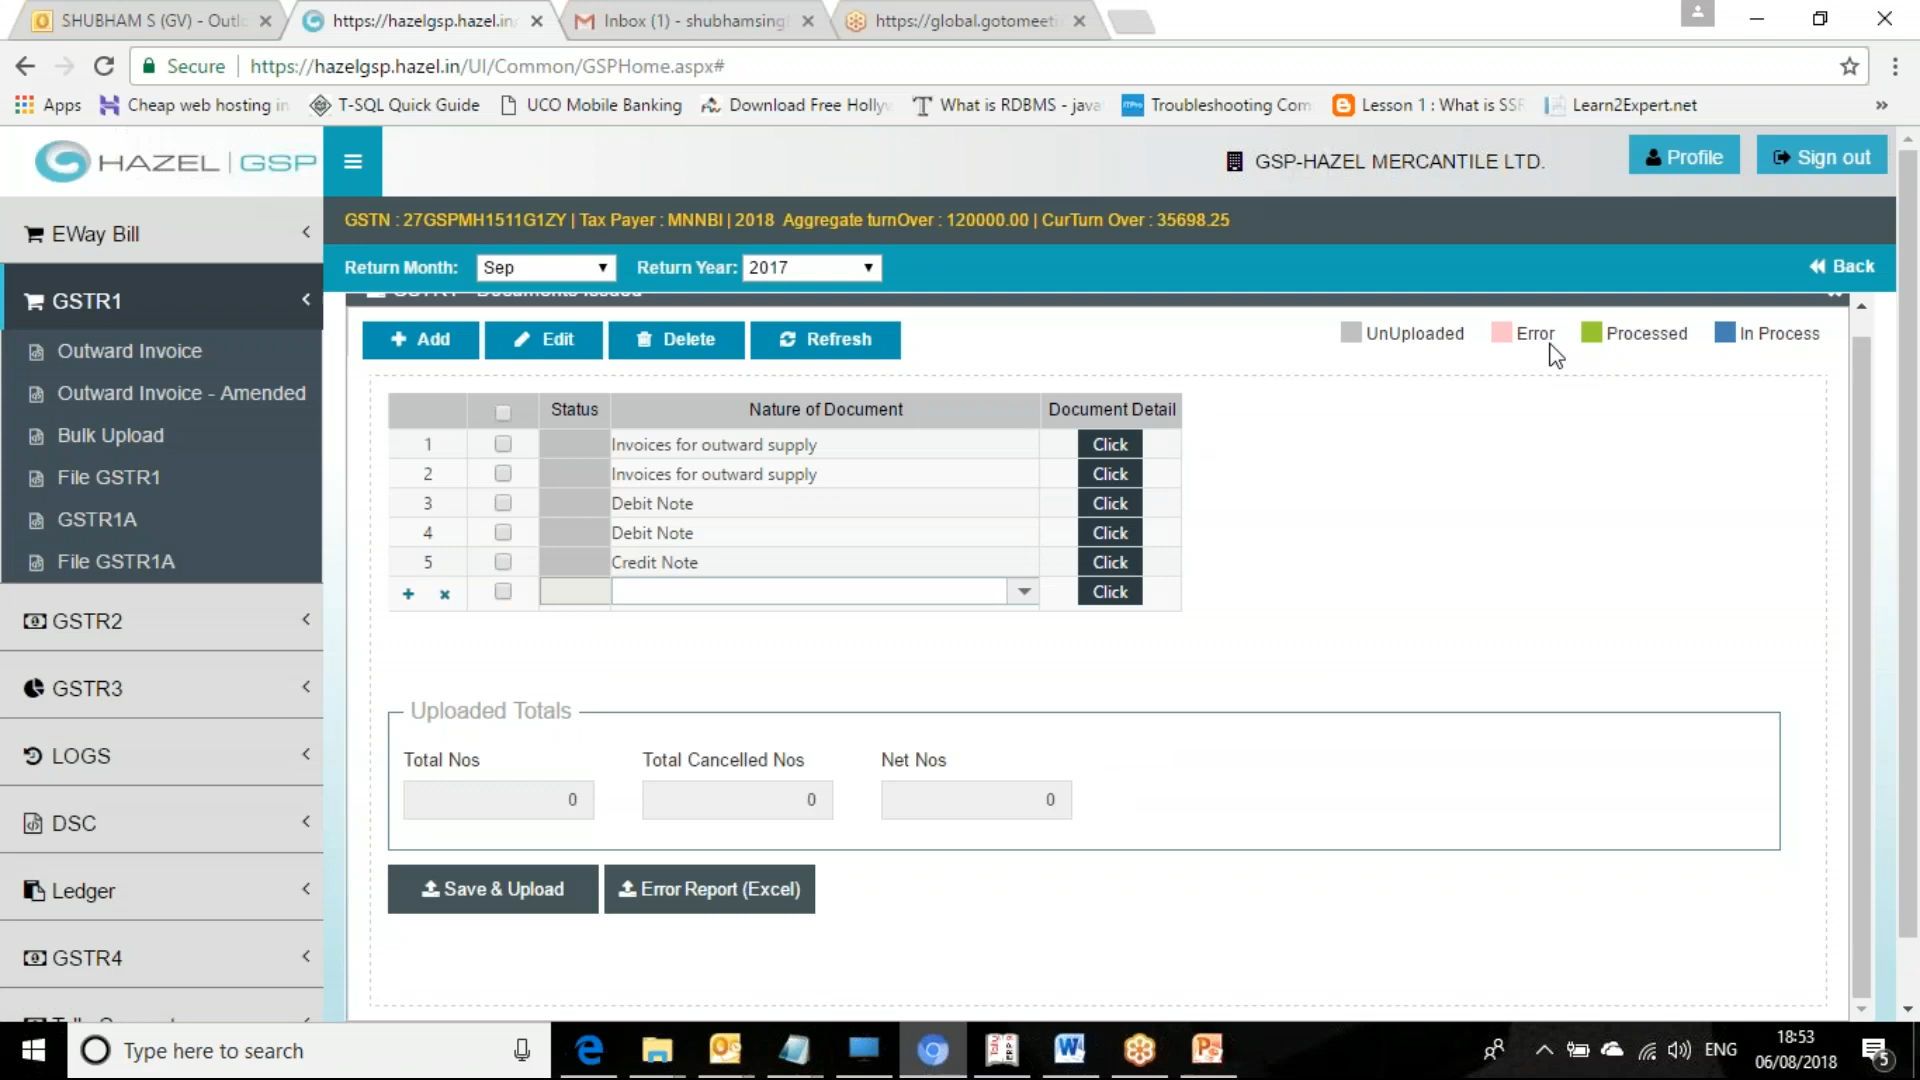 SHUBHAM S (GV) - Outlo
https://hazelgsp.hazel.in/
Inbox (1) - shubhamsingh
https://global.gotomeeti
Secure
https://hazelgsp.hazel.in/UI/Common/GSPHome.aspx#
Apps
Cheap web hosting in
T-SQL Quick Guide
UCO Mobile Banking
Download Free Holly
What is RDBMS - java
Troubleshooting Com
Lesson 1 : What is SSR
Learn2Expert.net
»
HAZEL | GSP
GSP-HAZEL MERCANTILE LTD.
Profile
Sign out
GSTN : 27GSPMH1511G1ZY | Tax Payer : MNNBI | 2018 Aggregate turnOver : 120000.00 | CurTurn Over : 35698.25
Return Month: Sep
Return Year: 2017
Back
EWay Bill
GSTR1
Outward Invoice
Outward Invoice - Amended
Bulk Upload
File GSTR1
GSTR1A
File GSTR1A
GSTR2
GSTR3
LOGS
DSC
Ledger
GSTR4
GSTR1 - Documents Issued
Add
Edit
Delete
Refresh
UnUploaded
Error
Processed
In Process
Status Nature of Document Document Detail
1 Invoices for outward supply Click
2 Invoices for outward supply Click
3 Debit Note Click
4 Debit Note Click
5 Credit Note Click
Click
Uploaded Totals
Total Nos
Total Cancelled Nos
Net Nos
0
0
0
Save & Upload
Error Report (Excel)
Type here to search
ENG
18:53
06/08/2018
5